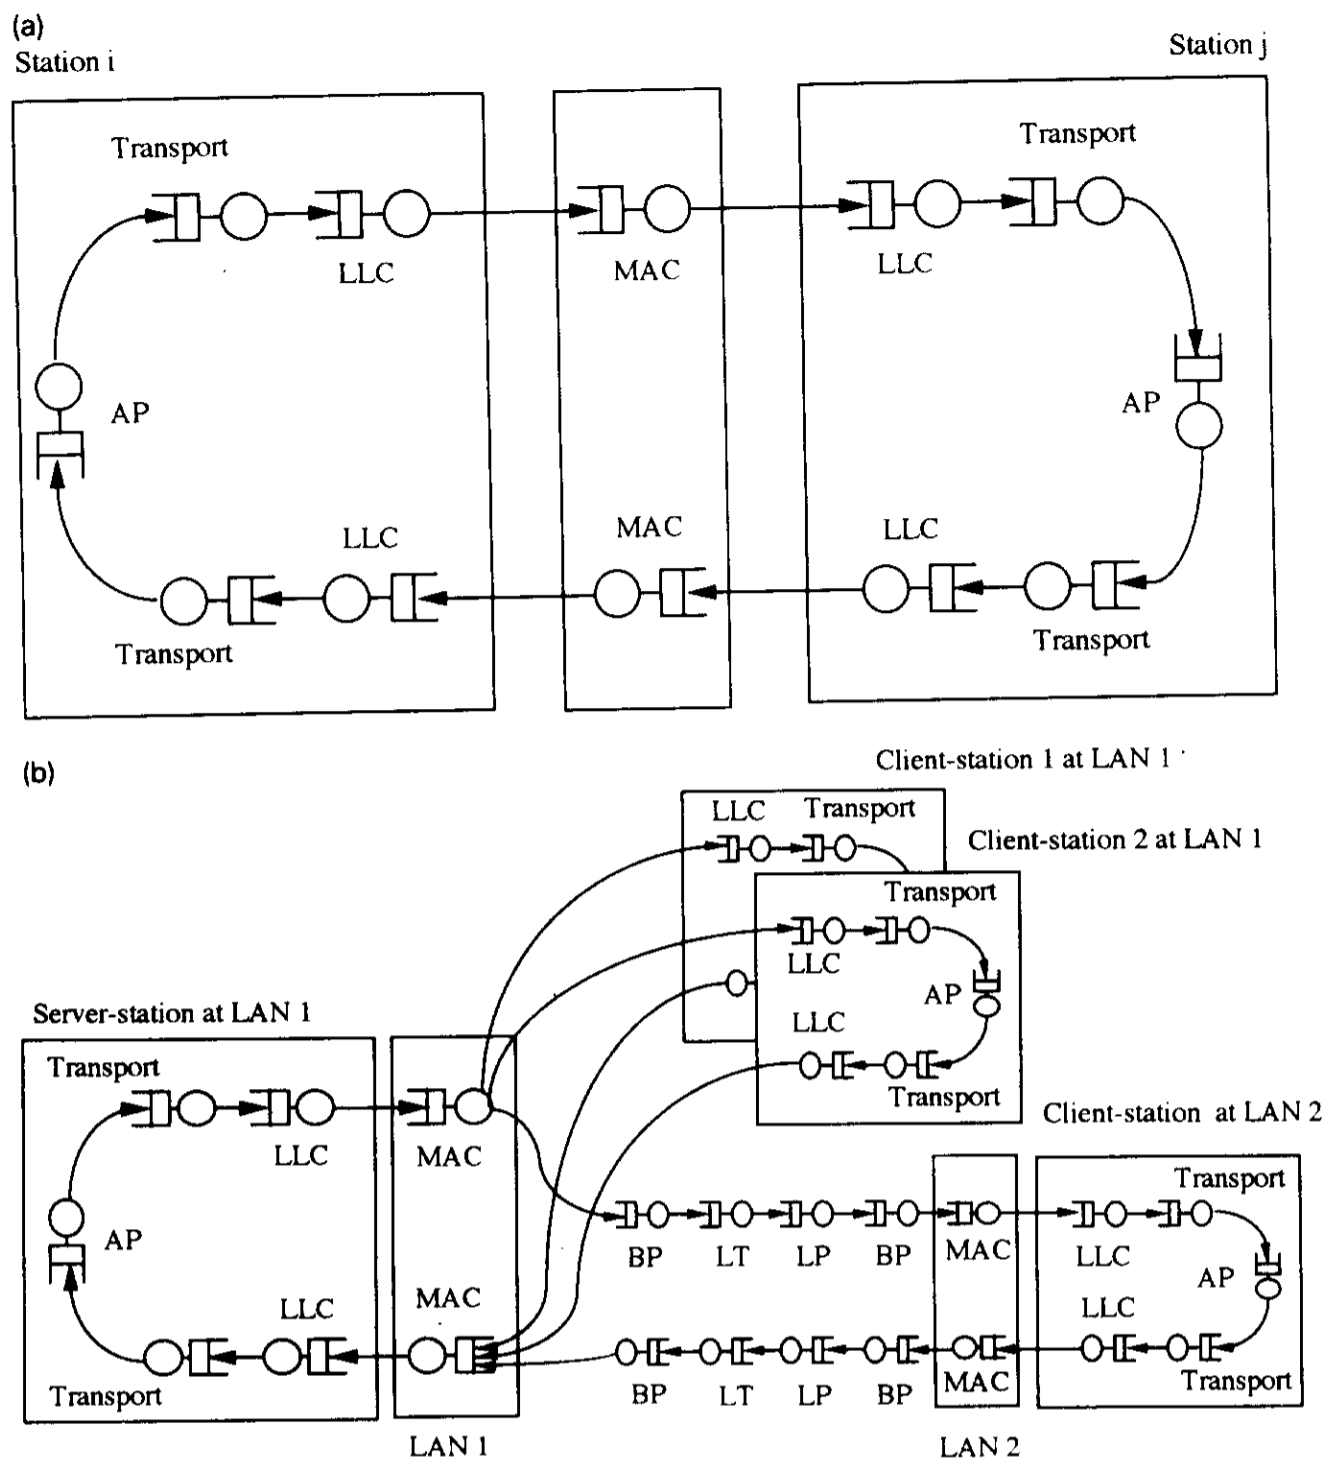 (a)
Station i
Station j
Transport
Transport
LLC
MAC
LLC
AP
AP
LLC
MAC
LLC
Transport
Transport
(b)
Client-station 1 at LAN 1
LLC Transport
Client-station 2 at LAN 1
Transport
LLC
AP
LLC
Transport
Server-station at LAN 1
Transport
LLC
MAC
AP
LLC
MAC
Transport
LAN 1
Client-station at LAN 2
Transport
BP LT LP BP MAC LLC
AP
LLC
BP LT LP BP MAC Transport
LAN 2